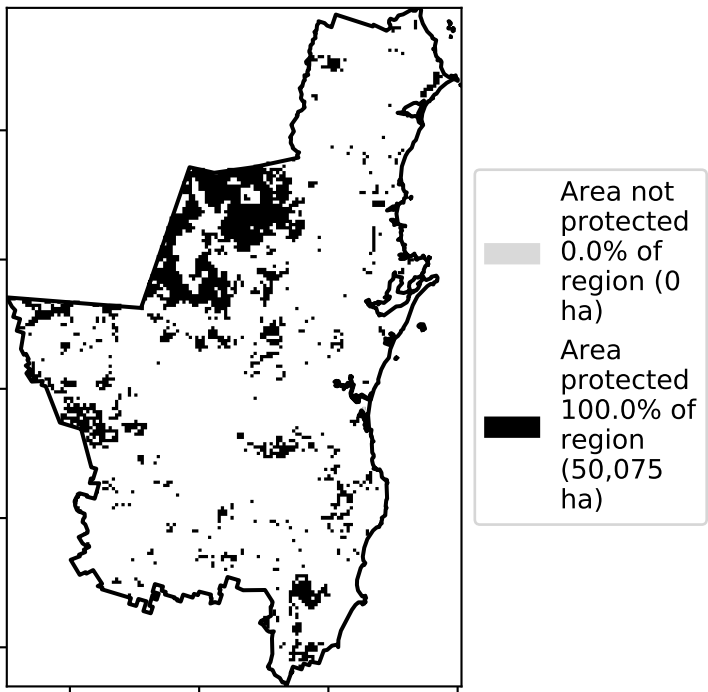 Area not
protected
0.0% of
region (0
ha)
Area
protected
100.0% of
region
(50,075
ha)